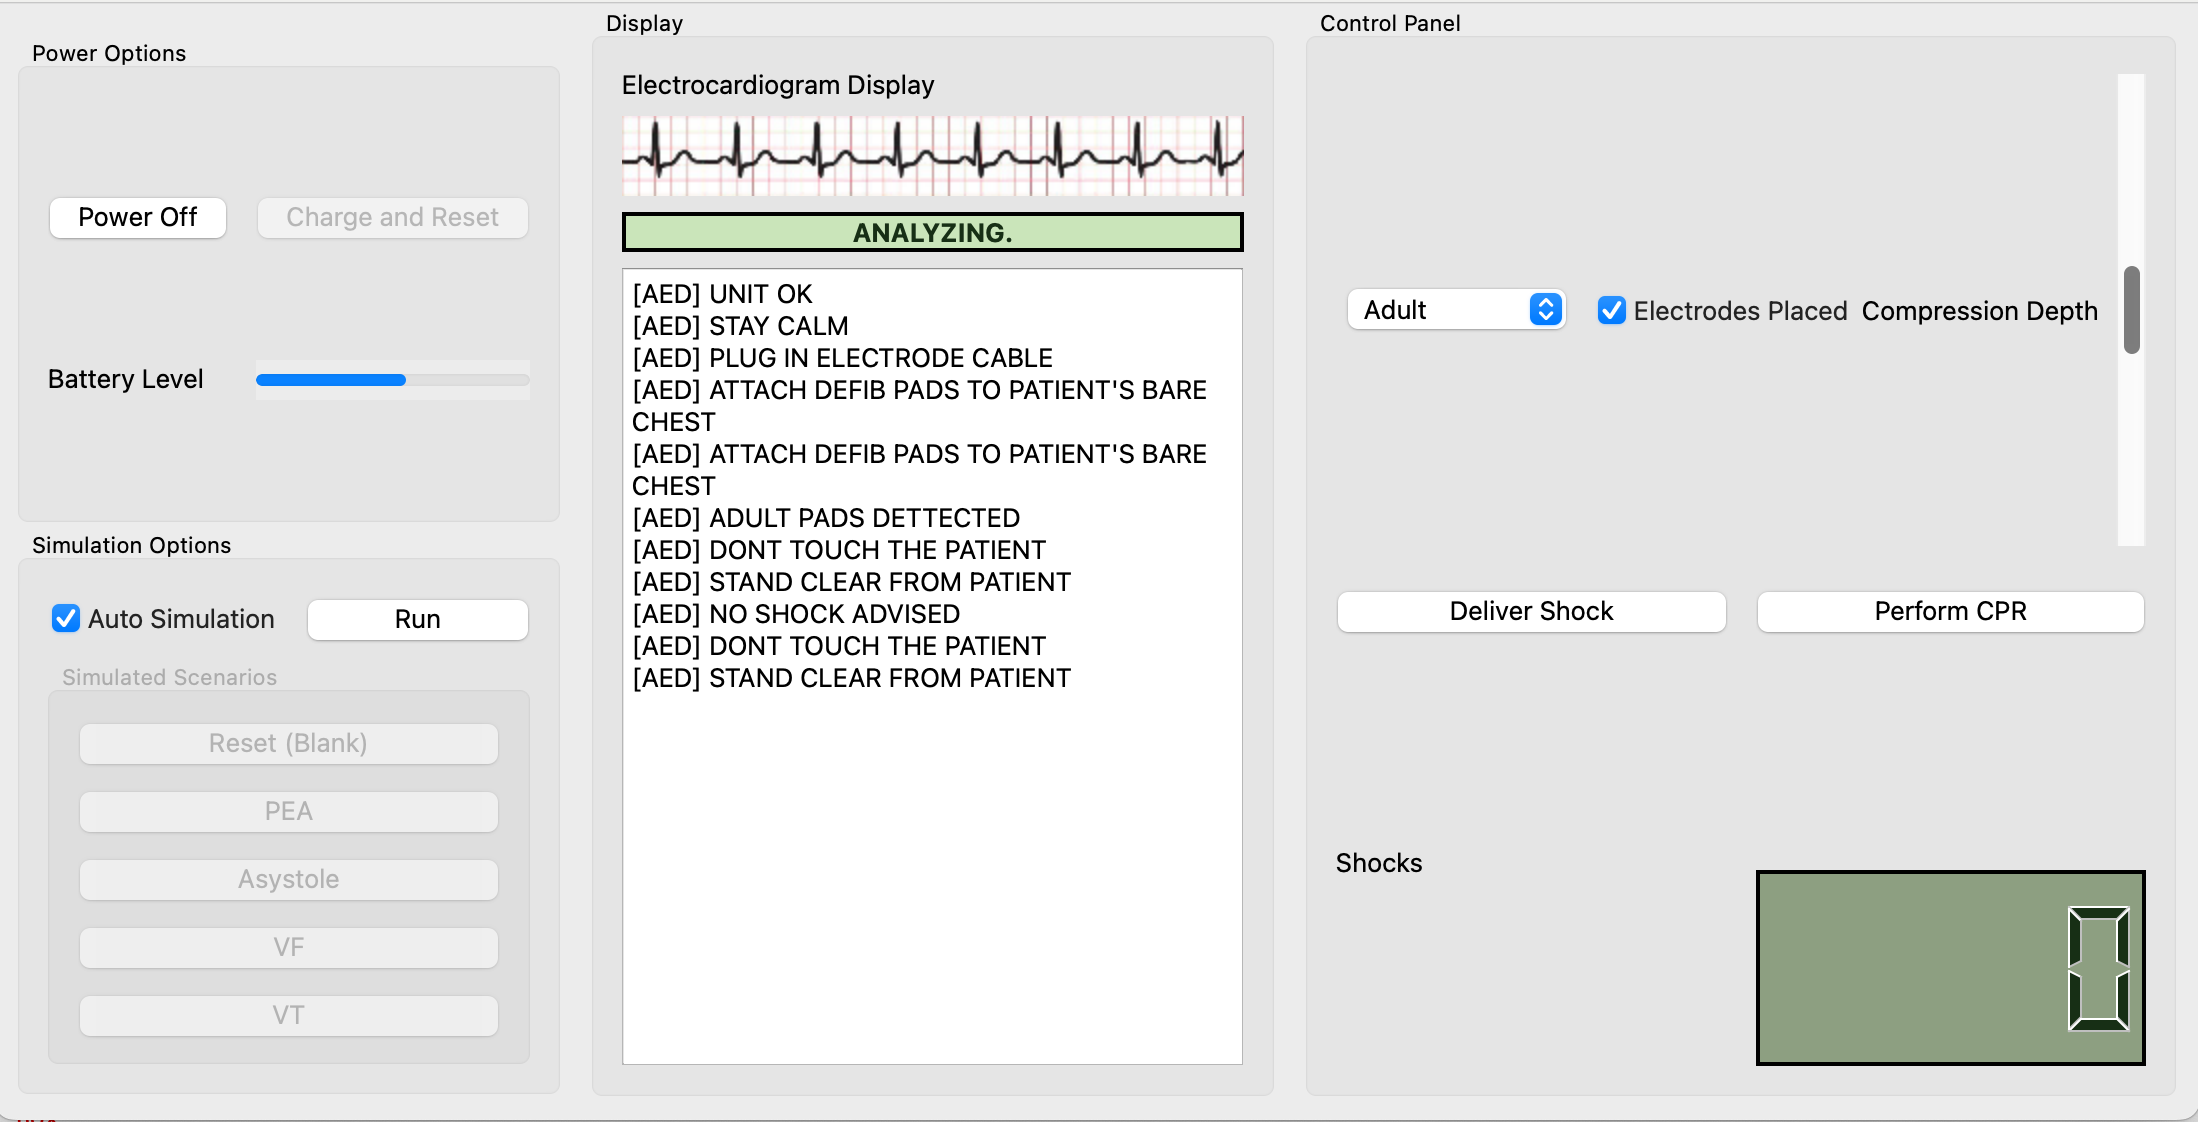 Power Options
Power Off
Charge and Reset
Battery Level
Simulation Options
Auto Simulation
Run
Simulated Scenarios
Reset (Blank)
PEA
Asystole
VF
VT
Display
Electrocardiogram Display
ANALYZING.
[AED] UNIT OK
[AED] STAY CALM
[AED] PLUG IN ELECTRODE CABLE
[AED] ATTACH DEFIB PADS TO PATIENT'S BARE
CHEST
[AED] ATTACH DEFIB PADS TO PATIENT'S BARE
CHEST
[AED] ADULT PADS DETTECTED
[AED] DONT TOUCH THE PATIENT
[AED] STAND CLEAR FROM PATIENT
[AED] NO SHOCK ADVISED
[AED] DONT TOUCH THE PATIENT
[AED] STAND CLEAR FROM PATIENT
Control Panel
Adult
Electrodes Placed
Compression Depth
Deliver Shock
Perform CPR
Shocks
0